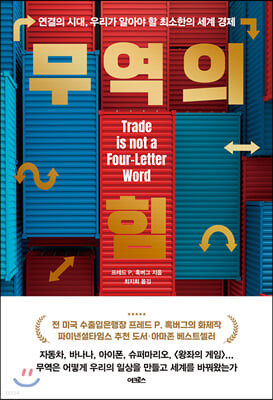 연결의 시대, 우리가 알아야 할 최소한의 세계 경제
무역의
힘
Trade
is not a
Four-Letter
Word
프레드 P. 혹버그 지음
최지희 옮김
전 미국 수출입은행장 프레드 P. 혹버그의 화제작
파이낸셜타임스 추천 도서·아마존 베스트셀러
자동차, 바나나, 아이폰, 슈퍼마리오, 〈왕좌의 게임〉…
무역은 어떻게 우리의 일상을 만들고 세계를 바꿔왔는가
어크로스
yes24